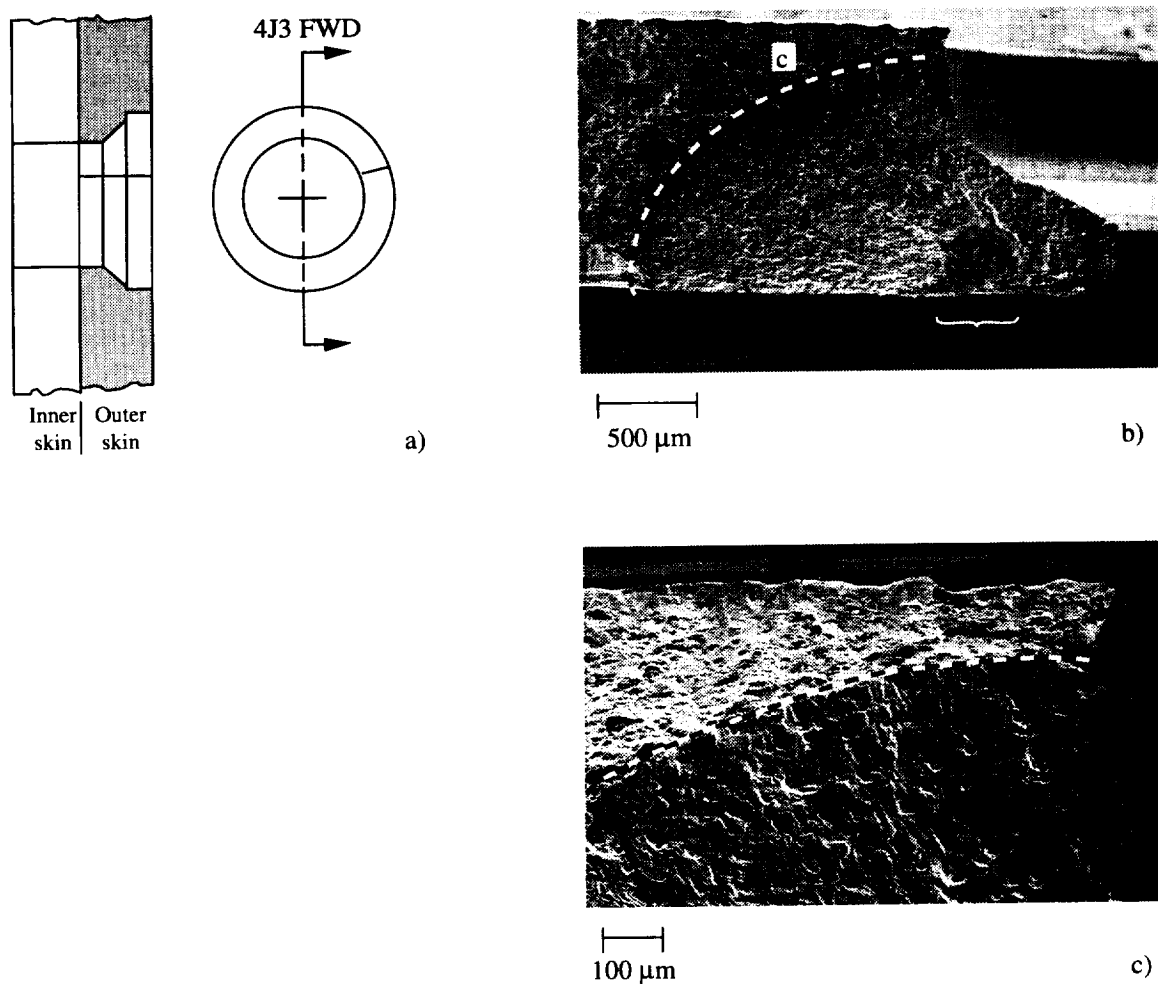 4J3 FWD
Inner Outer
skin skin
a)
c
500 μm
b)
100 μm
c)